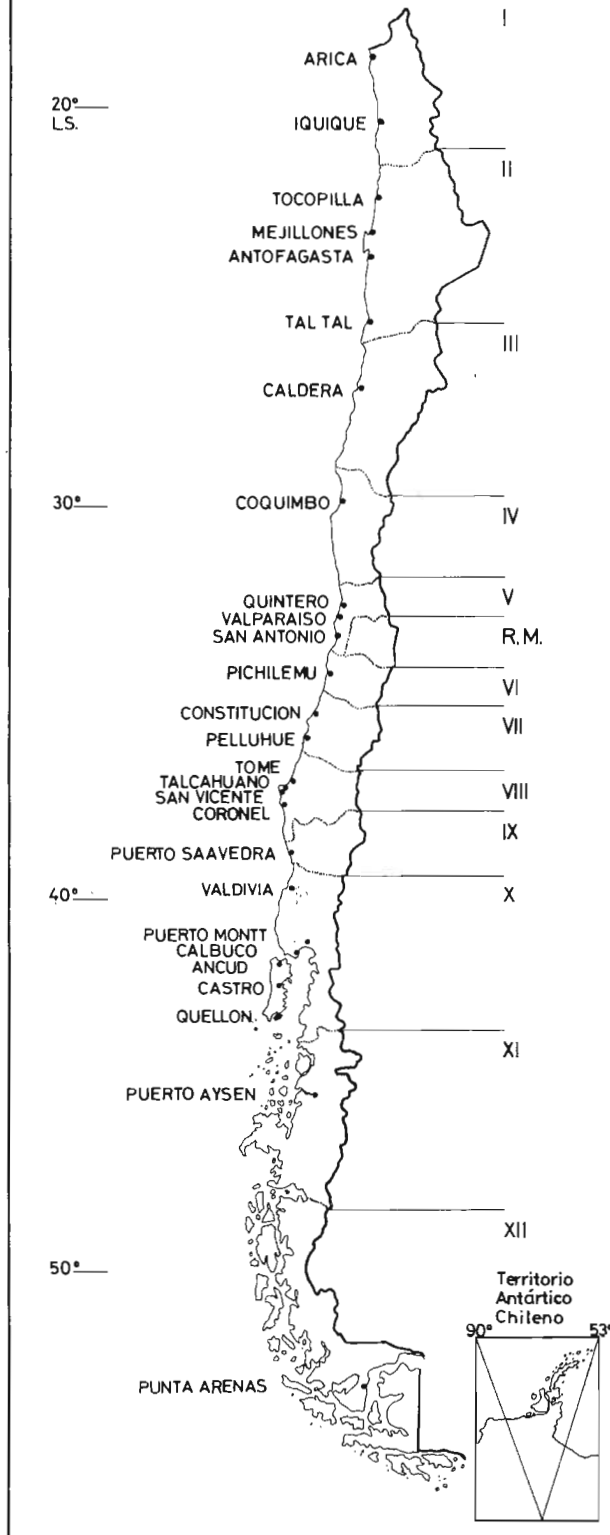 I
ARICA
20°
L.S.
IQUIQUE
II
TOCOPILLA
MEJILLONES
ANTOFAGASTA
TAL TAL
III
CALDERA
30°
COQUIMBO
IV
QUINTERO
V
VALPARAISO
SAN ANTONIO
R.M.
PICHILEMU
VI
CONSTITUCION
VII
PELLUHUE
TOME
TALCAHUANO
SAN VICENTE
VIII
CORONEL
IX
PUERTO SAAVEDRA
40°
VALDIVIA
X
PUERTO MONTT
CALBUCO
ANCUD
CASTRO
QUELLON
XI
PUERTO AYSEN
XII
50°
Territorio
Antártico
Chileno
90° 53°
PUNTA ARENAS